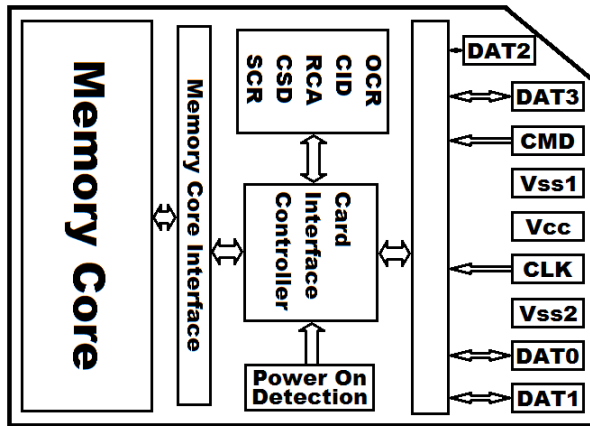 Memory Core
Memory Core Interface
OCR
CID
RCA
CSD
SCR
Card
Interface
Controller
Power On
Detection
DAT2
DAT3
CMD
Vss1
Vcc
CLK
Vss2
DAT0
DAT1